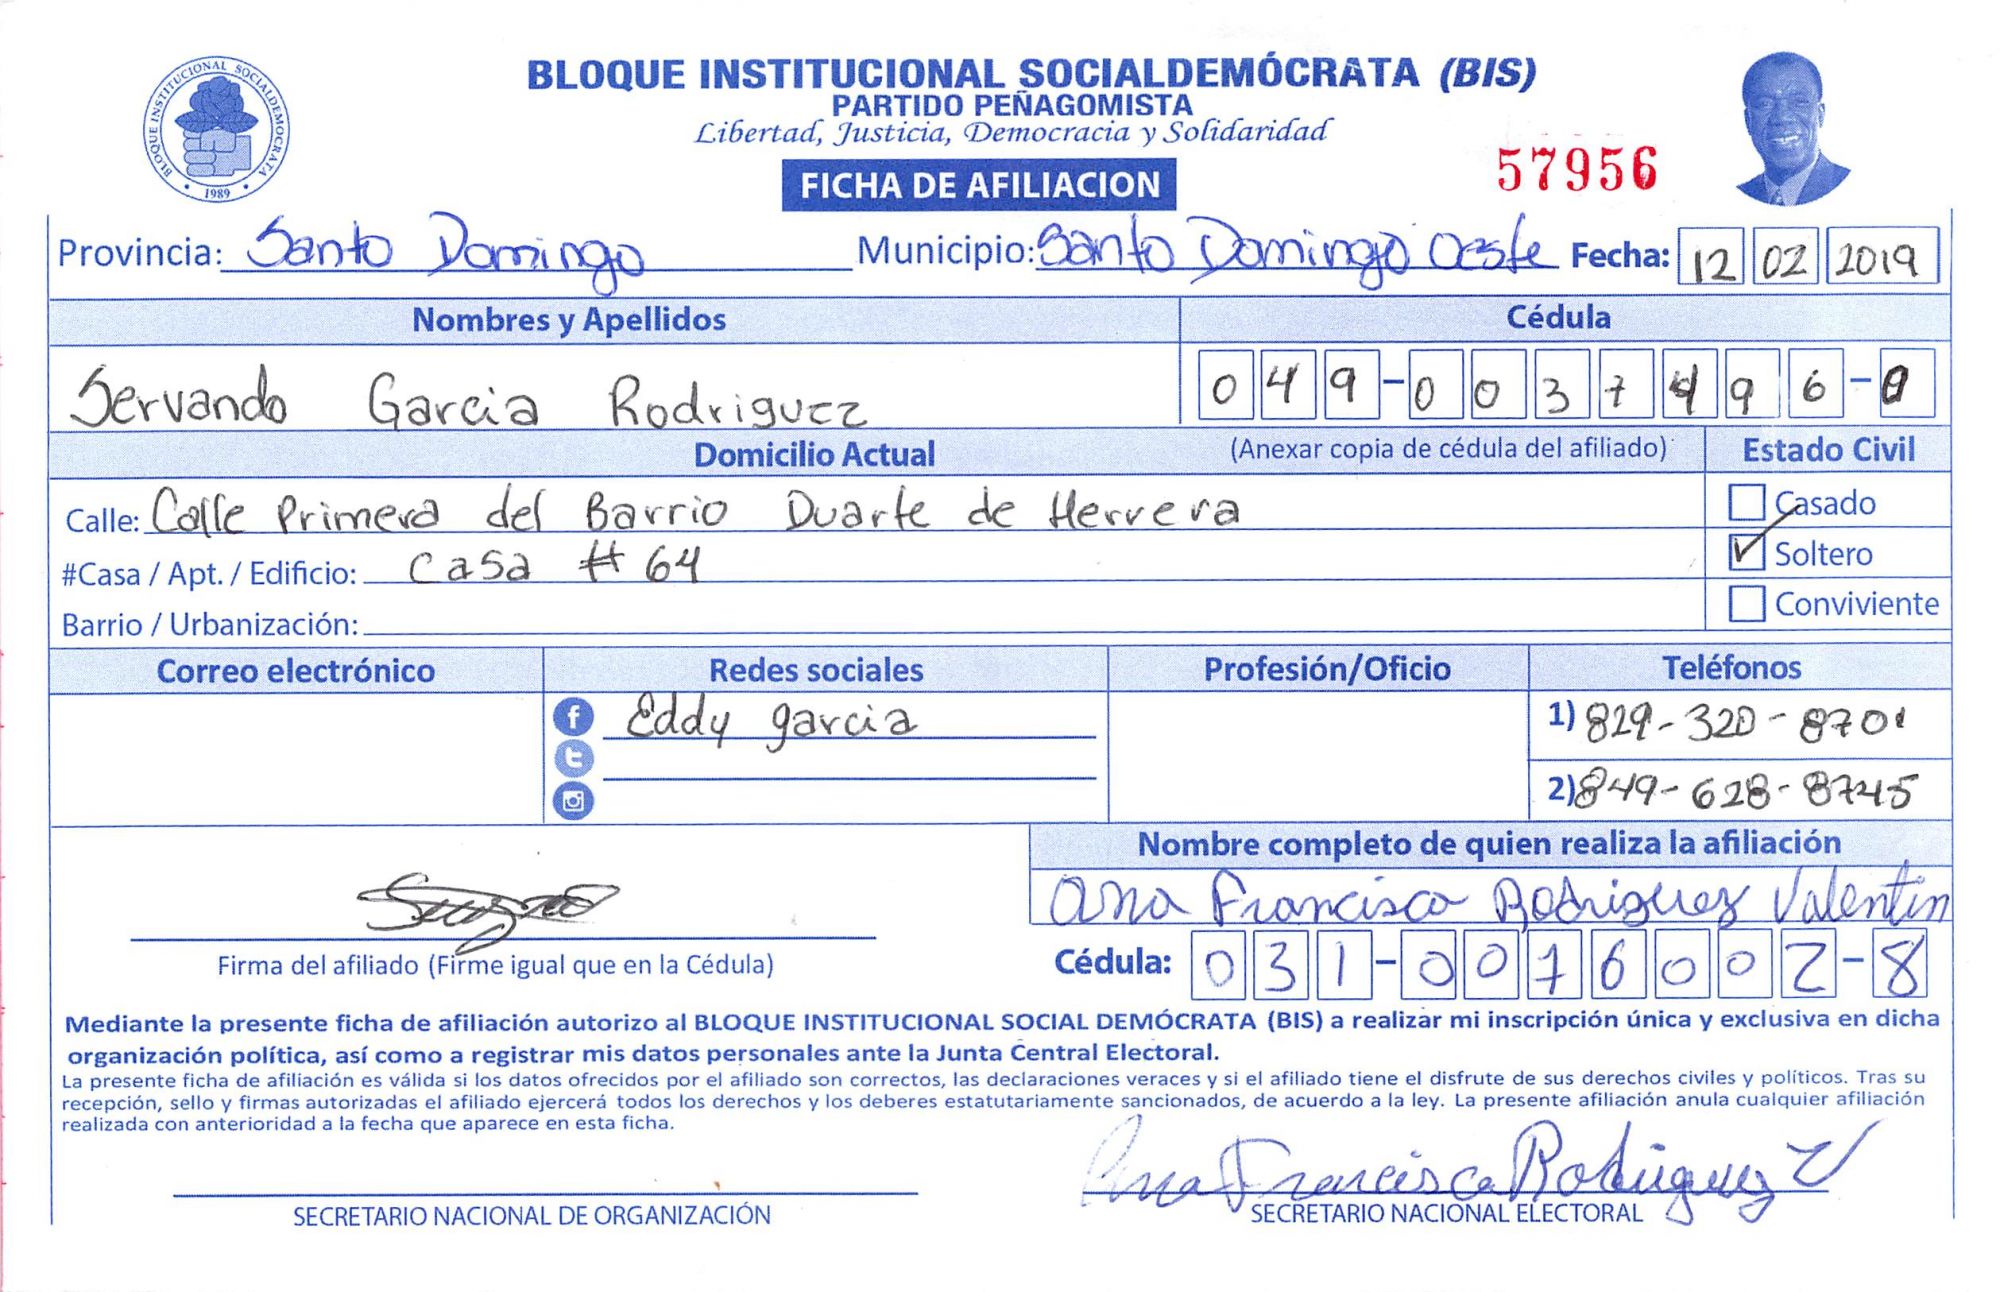 BLOQUE INSTITUCIONAL SOCIALDEMOCRATA
1989
BLOQUE INSTITUCIONAL SOCIALDEMÓCRATA (BIS)
PARTIDO PEÑAGOMISTA
Libertad, Justicia, Democracia y Solidaridad
FICHA DE AFILIACION
57956
Provincia: Santo Domingo Municipio: Santo Domingo Oeste Fecha: 12 02 2019
Nombres y Apellidos Cédula
Servando Garcia Rodriguez 049-0037496-0
Domicilio Actual (Anexar copia de cédula del afiliado) Estado Civil
Calle: Calle Primera del Barrio Duarte de Herrera
Casado
#Casa / Apt. / Edificio: Casa # 64
Soltero
Barrio / Urbanización:
Conviviente
Correo electrónico Redes sociales Profesión/Oficio Teléfonos
Eddy garcia 1) 829-320-8701
2) 849-628-8745
Nombre completo de quien realiza la afiliación
Ana Francisca Rodriguez Valentin
Firma del afiliado (Firme igual que en la Cédula) Cédula: 031-0076002-8
Mediante la presente ficha de afiliación autorizo al BLOQUE INSTITUCIONAL SOCIAL DEMÓCRATA (BIS) a realizar mi inscripción única y exclusiva en dicha
organización política, así como a registrar mis datos personales ante la Junta Central Electoral.
La presente ficha de afiliación es válida si los datos ofrecidos por el afiliado son correctos, las declaraciones veraces y si el afiliado tiene el disfrute de sus derechos civiles y políticos. Tras su
recepción, sello y firmas autorizadas el afiliado ejercerá todos los derechos y los deberes estatutariamente sancionados, de acuerdo a la ley. La presente afiliación anula cualquier afiliación
realizada con anterioridad a la fecha que aparece en esta ficha.
Ana Francisca Rodriguez V
SECRETARIO NACIONAL DE ORGANIZACIÓN SECRETARIO NACIONAL ELECTORAL